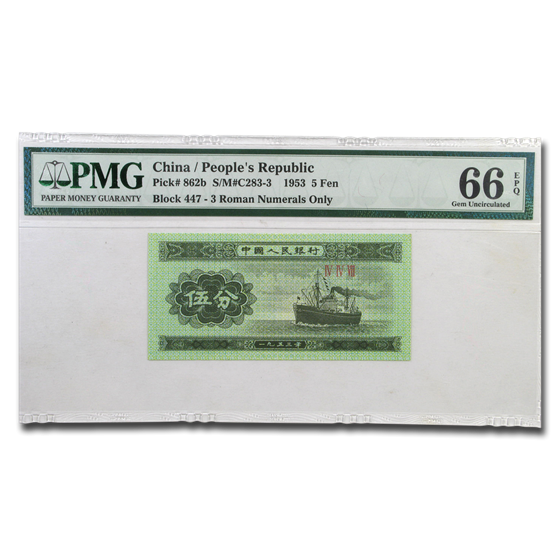 PMG
PAPER MONEY GUARANTY
China / People's Republic
Pick# 862b S/M#C283-3 1953 5 Fen
Block 447 - 3 Roman Numerals Only
66 EPQ
Gem Uncirculated
中國人民銀行
IV IV VII
伍分
一九五三年